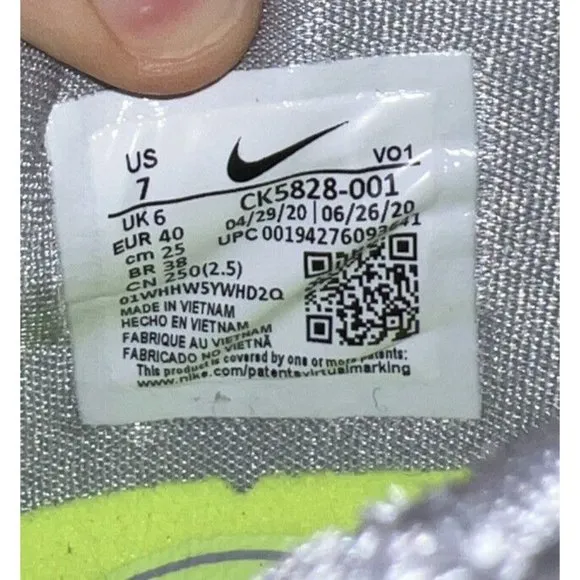 US
7
VO1
UK 6
CK5828-001
EUR 40
04/29/20 | 06/26/20
cm 25
UPC
BR 38
CN 250(2.5)
01WHHW5YWHD2Q
MADE IN VIETNAM
HECHO EN VIETNAM
FABRIQUE AU VIETNAM
FABRICADO NO VIETNÃ
This product is covered by one or more patents:
www.nike.com/patentsvirtualmarking